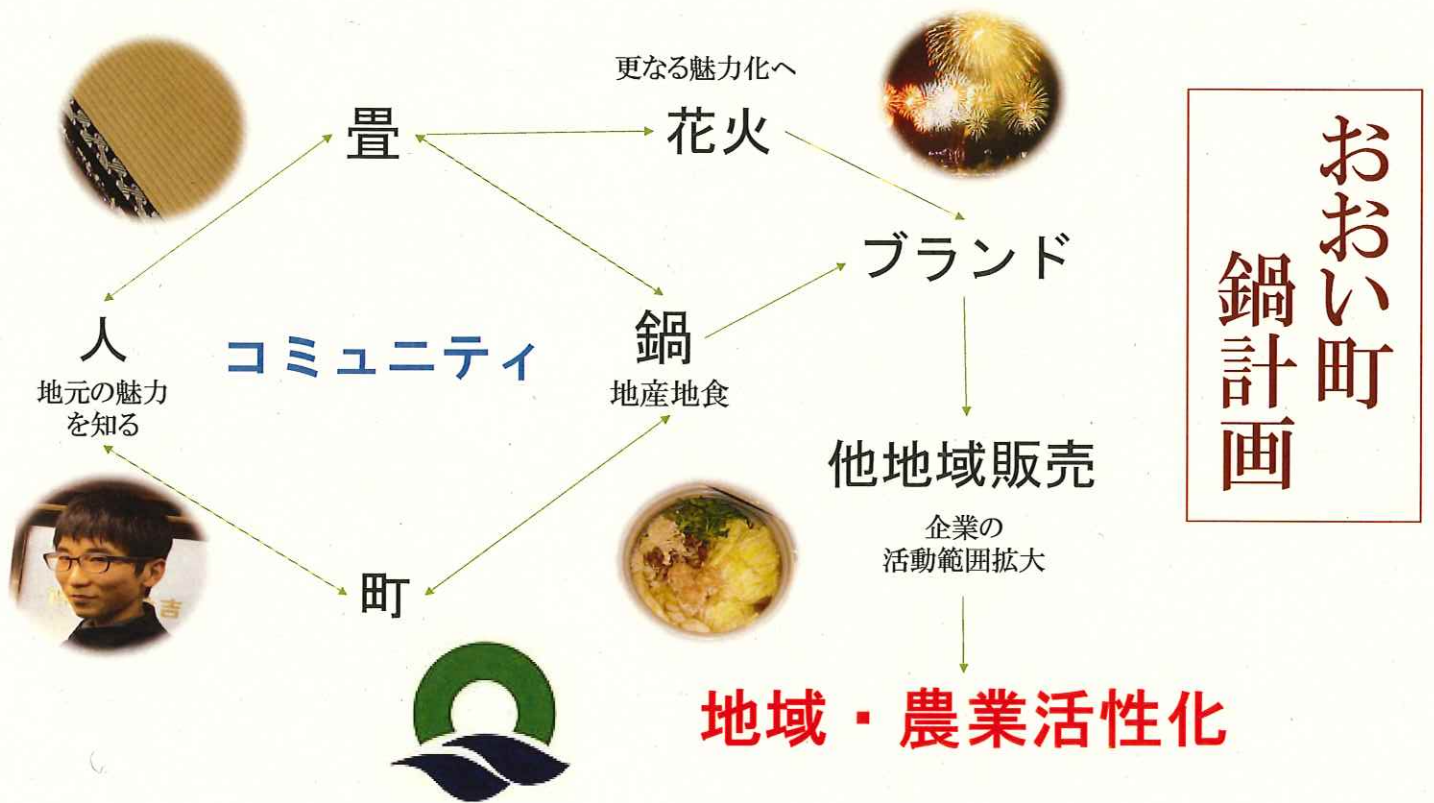 おおい町
鍋計画
更なる魅力化へ
畳
花火
ブランド
人
地元の魅力
を知る
コミュニティ
鍋
地産地食
他地域販売
企業の
活動範囲拡大
町
吉
地域・農業活性化